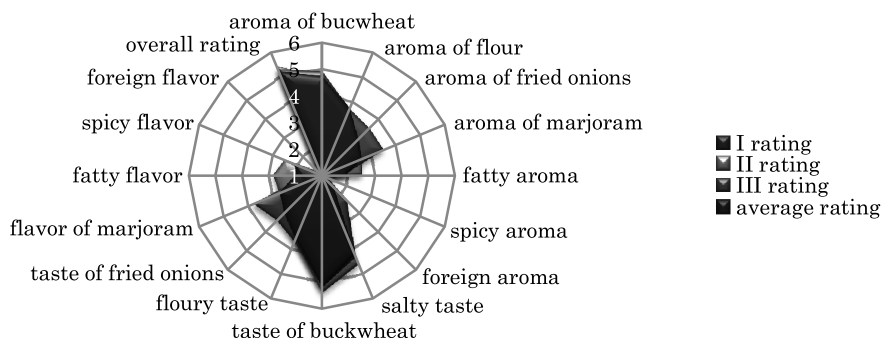 aroma of bucwheat
overall rating
6
aroma of flour
foreign flavor
5
aroma of fried onions
4
spicy flavor
3
aroma of marjoram
2
fatty flavor
1
fatty aroma
flavor of marjoram
spicy aroma
taste of fried onions
foreign aroma
floury taste
salty taste
taste of buckwheat
I rating
II rating
III rating
average rating